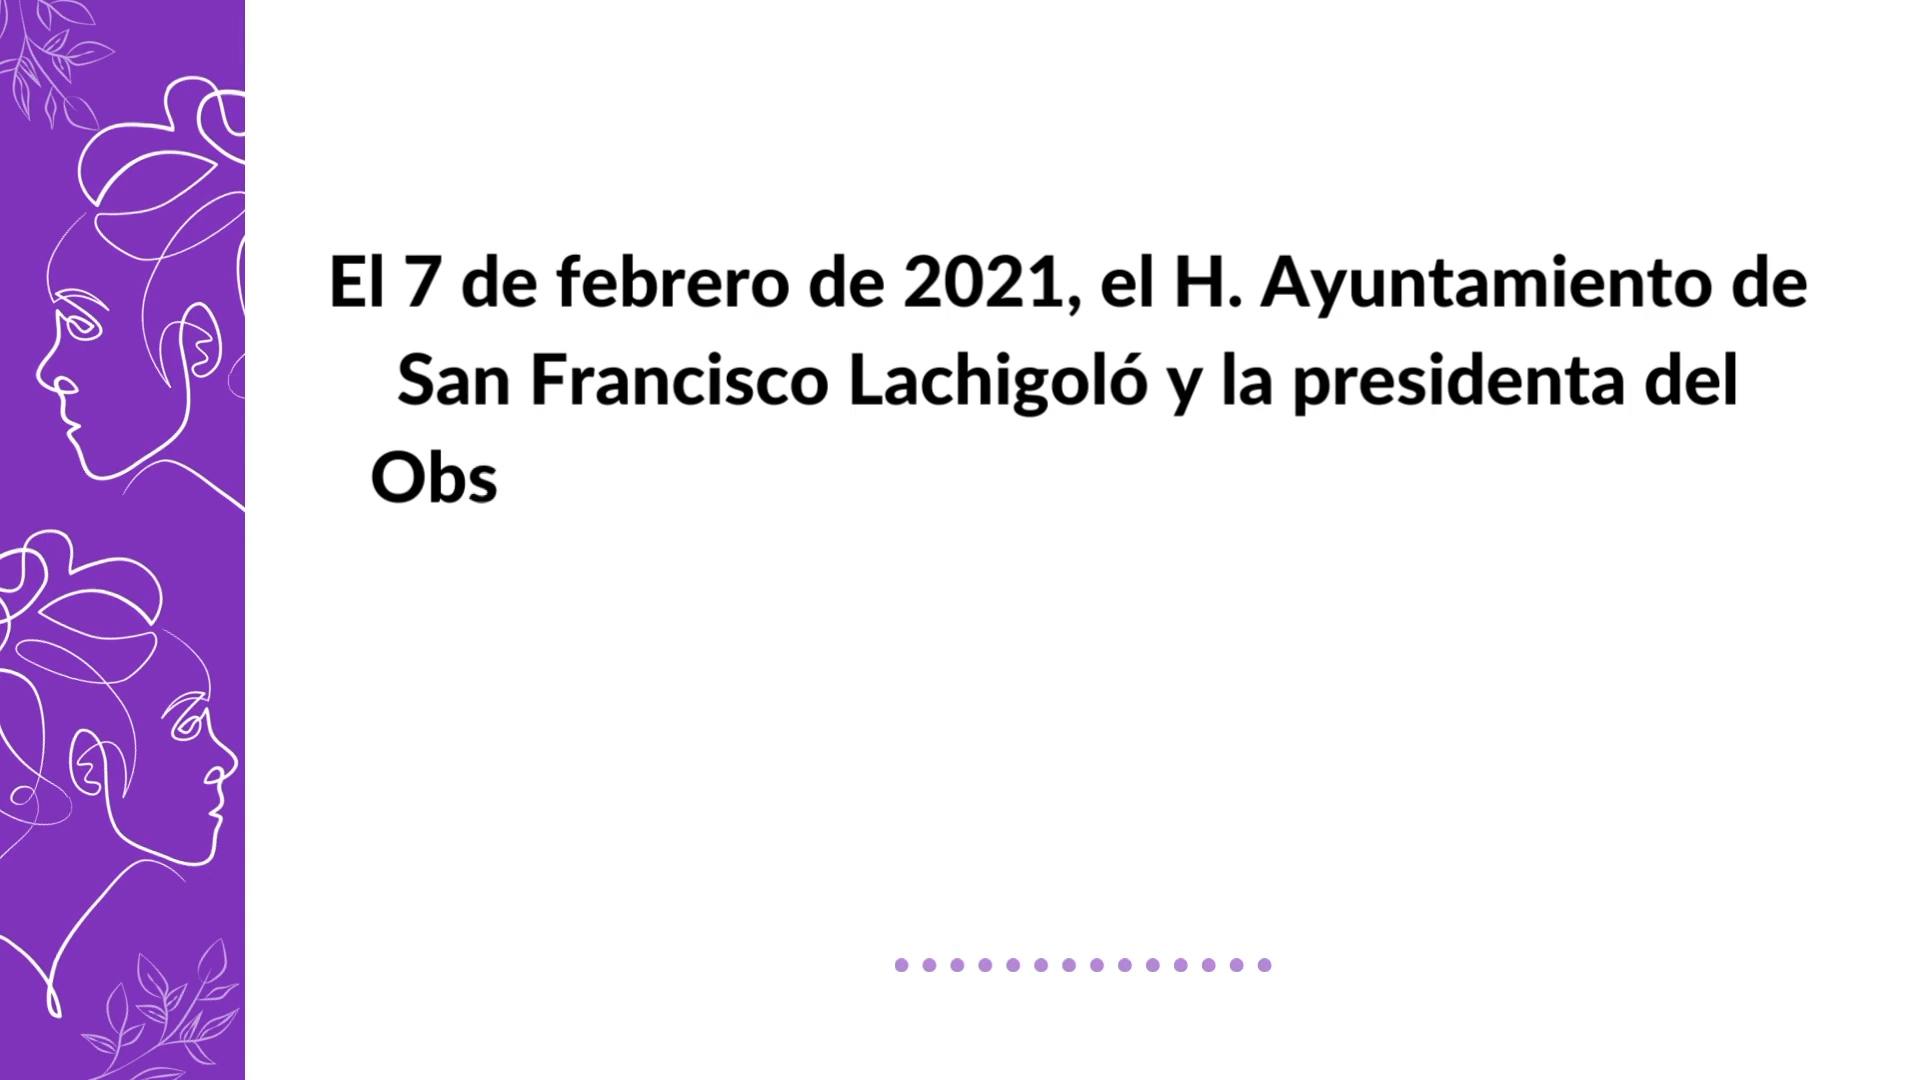 El 7 de febrero de 2021, el H. Ayuntamiento de
San Francisco Lachigoló y la presidenta del
Obs